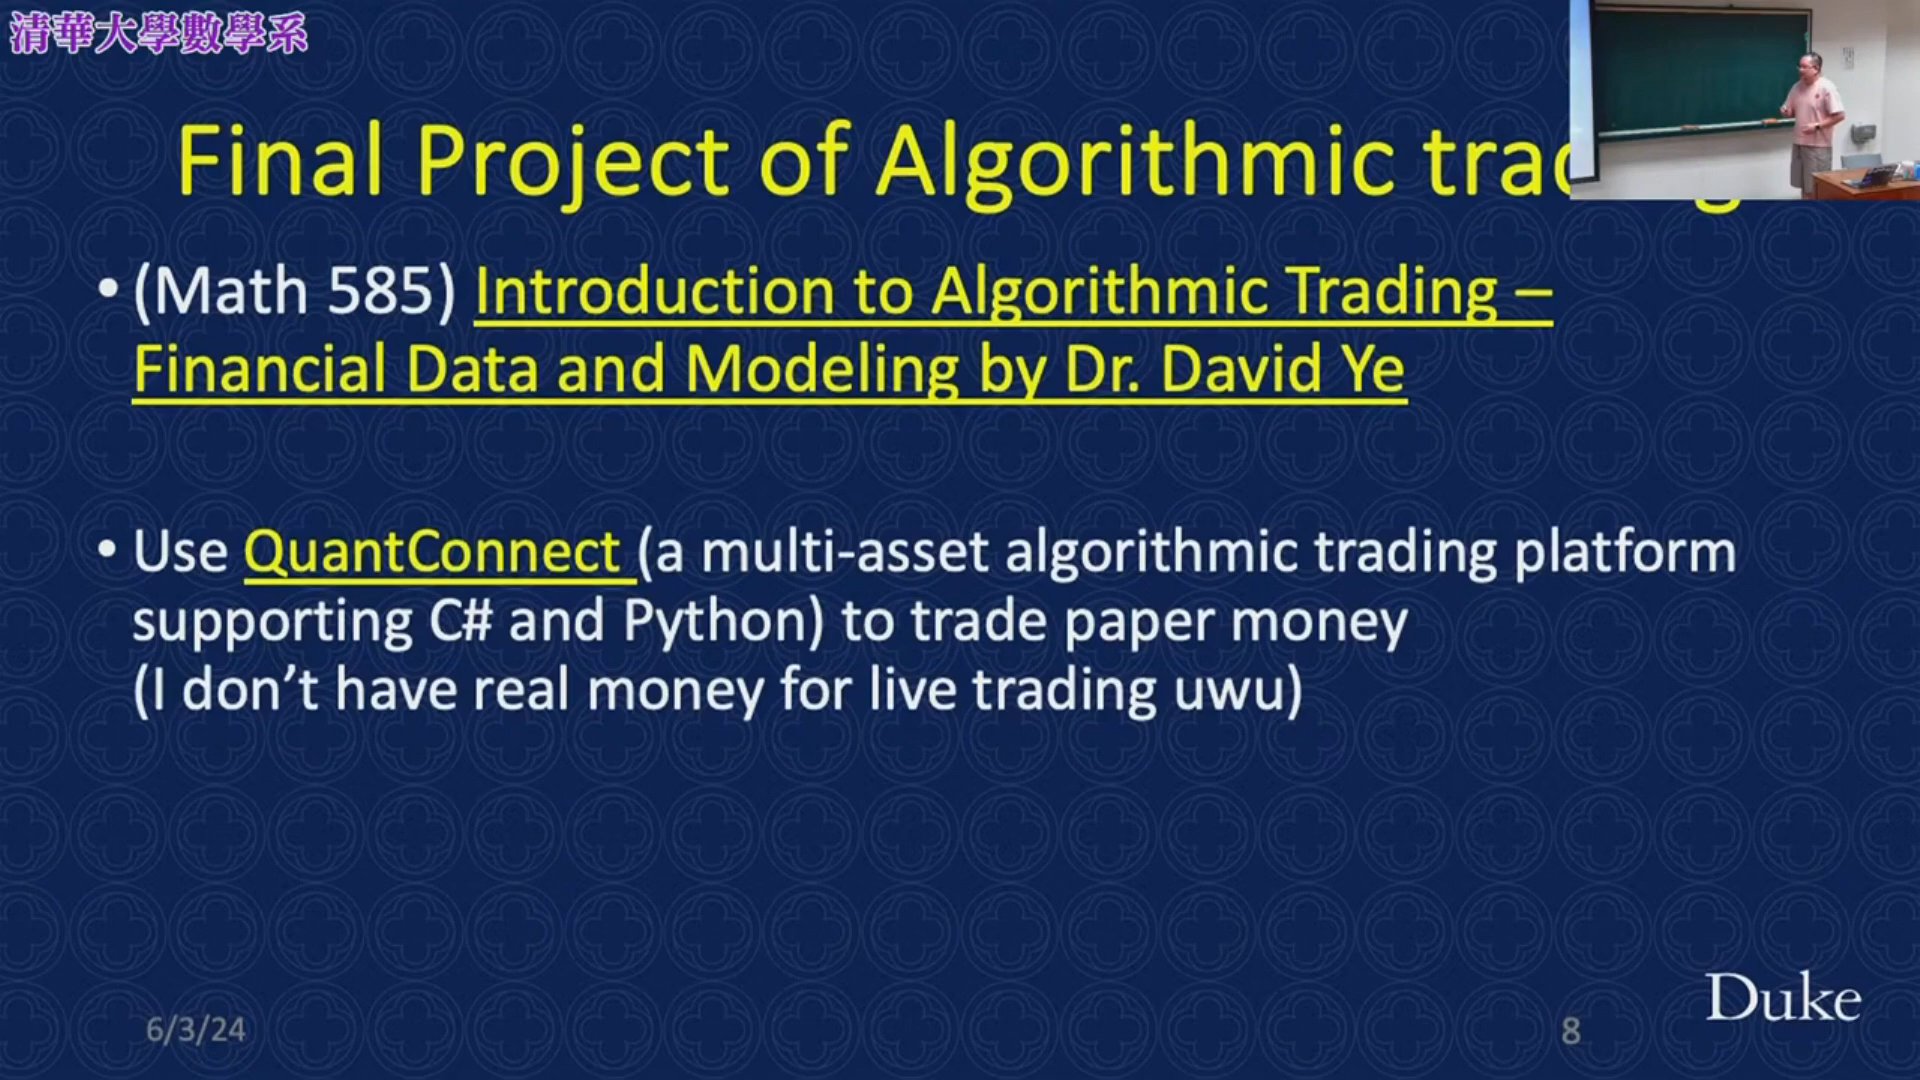 清華大學數學系
Final Project of Algorithmic
• (Math 585) Introduction to Algorithmic Trading –
Financial Data and Modeling by Dr. David Ye
• Use QuantConnect (a multi-asset algorithmic trading platform
supporting C# and Python) to trade paper money
(I don’t have real money for live trading uwu)
Duke
6/3/24
8